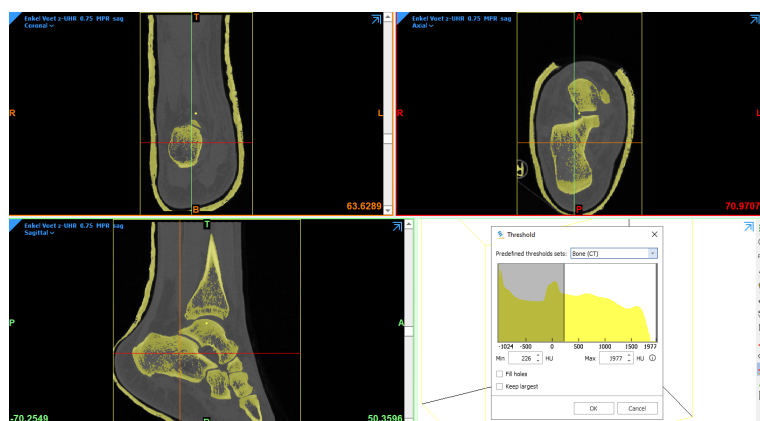 Enkel Voet z-UHR 0.75 MPR sag
Coronal
T
R
L
B
63.6289
Enkel Voet z-UHR 0.75 MPR sag
Axial
A
R
L
P
70.9707
Enkel Voet z-UHR 0.75 MPR sag
Sagittal
T
P
A
-70.2549
50.3596
Threshold
Predefined thresholds sets: Bone (CT)
-1024 -500 0 500 1000 1500 1977
Min 226 HU Max 1977 HU
Fill holes
Keep largest
OK Cancel